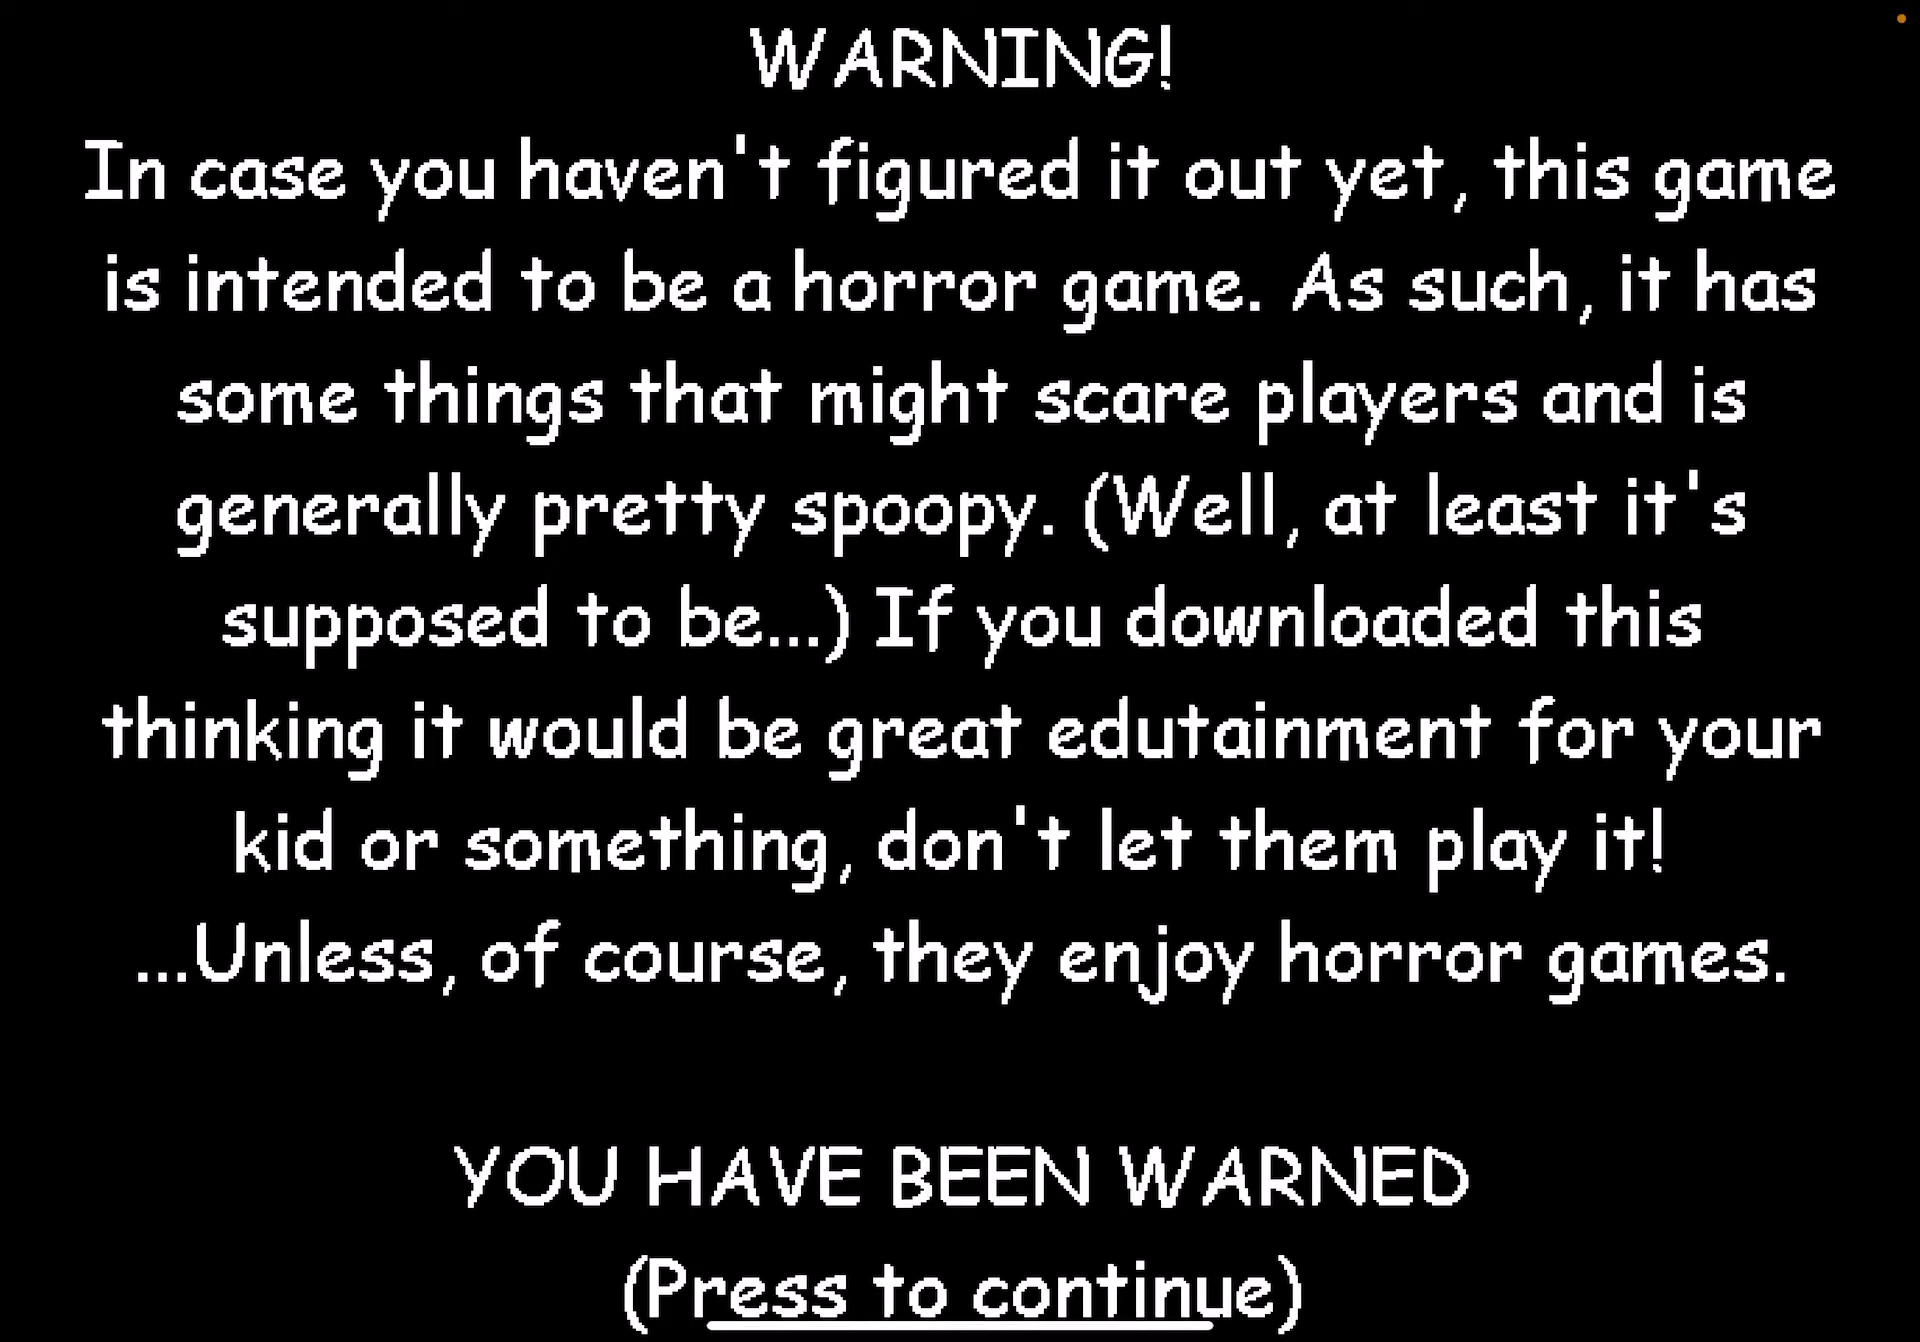 WARNING!
In case you haven't figured it out yet, this game
is intended to be a horror game. As such, it has
some things that might scare players and is
generally pretty spoopy. (Well, at least it's
supposed to be...) If you downloaded this
thinking it would be great edutainment for your
kid or something, don't let them play it!
...Unless, of course, they enjoy horror games.
YOU HAVE BEEN WARNED
(Press to continue)